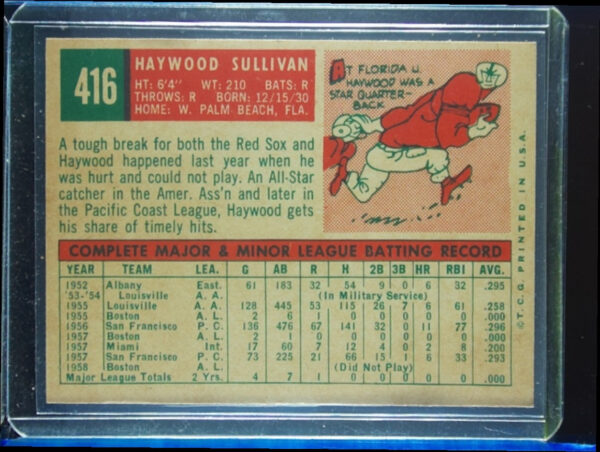 416
HAYWOOD SULLIVAN
HT: 6'4" WT: 210 BATS: R
THROWS: R BORN: 12/15/30
HOME: W. PALM BEACH, FLA.
AT FLORIDA U.
HAYWOOD WAS A
STAR QUARTER-
BACK
A tough break for both the Red Sox and
Haywood happened last year when he
was hurt and could not play. An All-Star
catcher in the Amer. Ass'n and later in
the Pacific Coast League, Haywood gets
his share of timely hits.
COMPLETE MAJOR & MINOR LEAGUE BATTING RECORD
YEAR TEAM LEA. G AB R H 2B 3B HR RBI AVG.
1952 Albany East. 61 183 32 54 9 0 6 32 .295
'53-'54 Louisville A. A. (In Military Service)
1955 Louisville A. A. 128 445 53 115 26 7 6 61 .258
1955 Boston A. L. 2 6 1 0 0 0 0 0 .000
1956 San Francisco P. C. 136 476 67 141 32 0 11 77 .296
1957 Boston A. L. 2 1 0 0 0 0 0 0 .000
1957 Miami Int. 17 60 7 12 4 0 2 8 .200
1957 San Francisco P. C. 73 225 21 66 15 1 6 33 .293
1958 Boston A. L. (Did Not Play) .000
Major League Totals 2 Yrs. 4 7 1 0 0 0 0 0 .000
© T. C. G. PRINTED IN U.S.A.